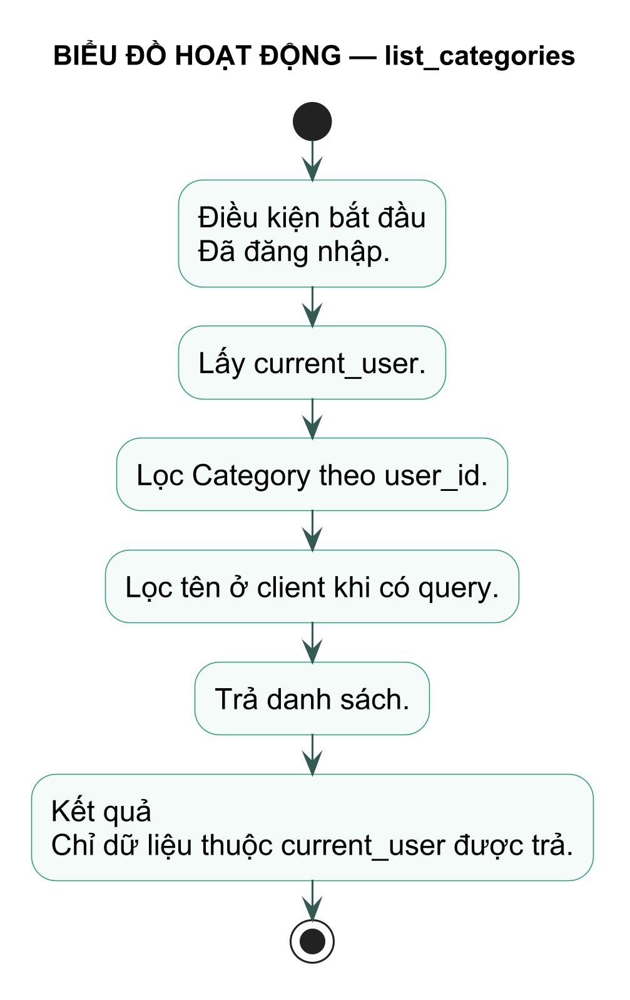 BIỂU ĐỒ HOẠT ĐỘNG — list_categories
Điều kiện bắt đầu
Đã đăng nhập.
Lấy current_user.
Lọc Category theo user_id.
Lọc tên ở client khi có query.
Trả danh sách.
Kết quả
Chỉ dữ liệu thuộc current_user được trả.